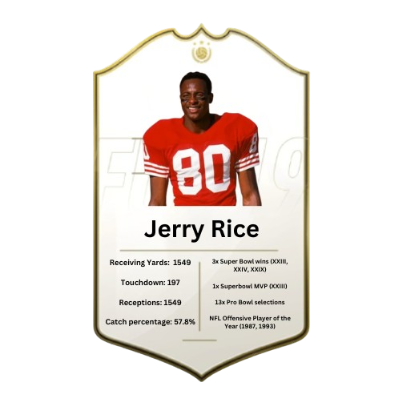 80
Jerry Rice
Receiving Yards: 1549
Touchdown: 197
Receptions: 1549
Catch percentage: 57.8%
3x Super Bowl wins (XXIII,
XXIV, XXIX)
1x Superbowl MVP (XXIII)
13x Pro Bowl selections
NFL Offensive Player of the
Year (1987, 1993)